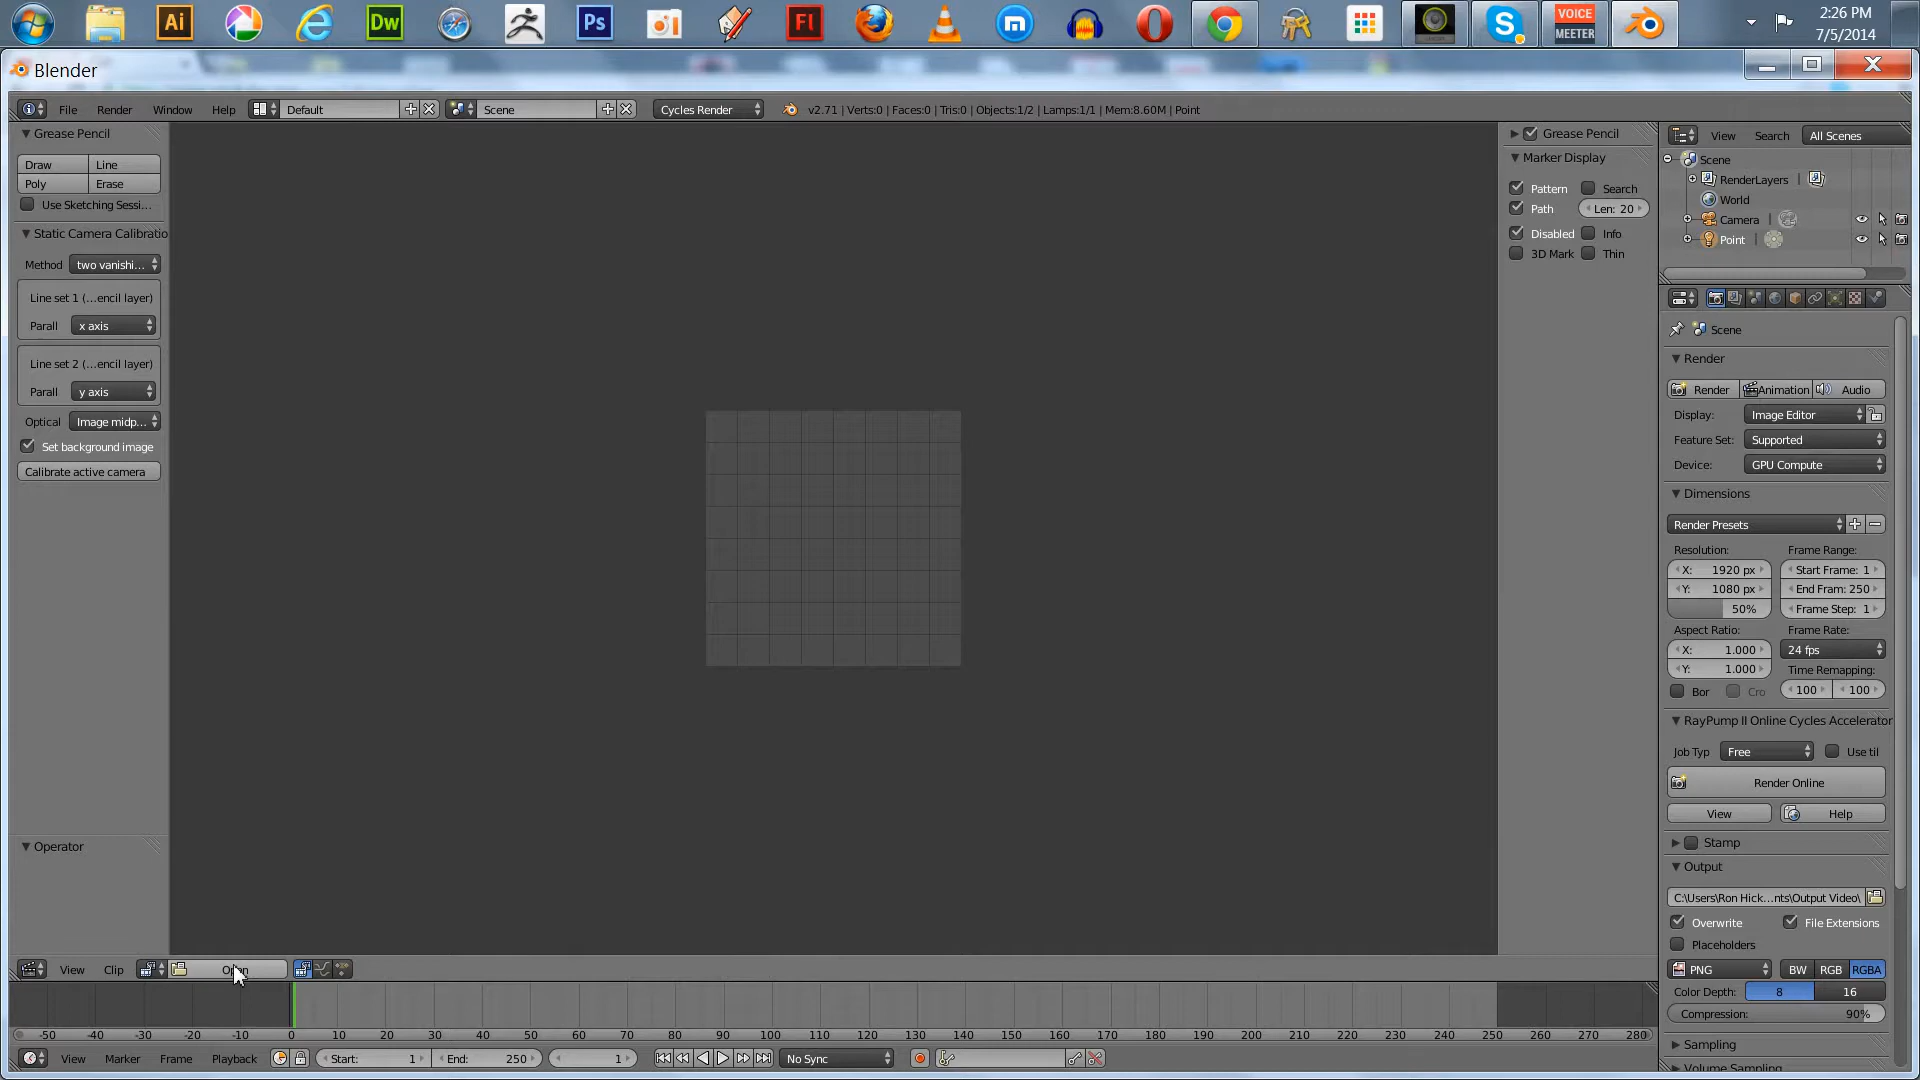 Ai
Dw
Ps
Fl
VOICE
MEETER
2:26 PM
7/5/2014
Blender
File Render Window Help Default Scene Cycles Render v2.71 | Verts:0 | Faces:0 | Tris:0 | Objects:1/2 | Lamps:1/1 | Mem:8.60M | Point
Grease Pencil
Draw Line
Poly Erase
Use Sketching Sessi...
Static Camera Calibratio
Method two vanishi...
Line set 1 (...encil layer)
Parall x axis
Line set 2 (...encil layer)
Parall y axis
Optical Image midp...
Set background image
Calibrate active camera
Operator
Grease Pencil
Marker Display
Pattern Search
Path Len: 20
Disabled Info
3D Mark Thin
View Search All Scenes
Scene
RenderLayers
World
Camera
Point
Scene
Render
Render Animation Audio
Display: Image Editor
Feature Set: Supported
Device: GPU Compute
Dimensions
Render Presets
Resolution: Frame Range:
X: 1920 px Start Frame: 1
Y: 1080 px End Fram: 250
50% Frame Step: 1
Aspect Ratio: Frame Rate:
X: 1.000 24 fps
Y: 1.000 Time Remapping:
Bor Cro 100 100
RayPump II Online Cycles Accelerator
Job Typ Free Use til
Render Online
View Help
Stamp
Output
C:\Users\Ron Hick...nts\Output Video\
Overwrite File Extensions
Placeholders
PNG BW RGB RGBA
Color Depth: 8 16
Compression: 90%
Sampling
Volume Sampling
View Clip Open
-50 -40 -30 -20 -10 0 10 20 30 40 50 60 70 80 90 100 110 120 130 140 150 160 170 180 190 200 210 220 230 240 250 260 270 280
View Marker Frame Playback Start: 1 End: 250 1 No Sync